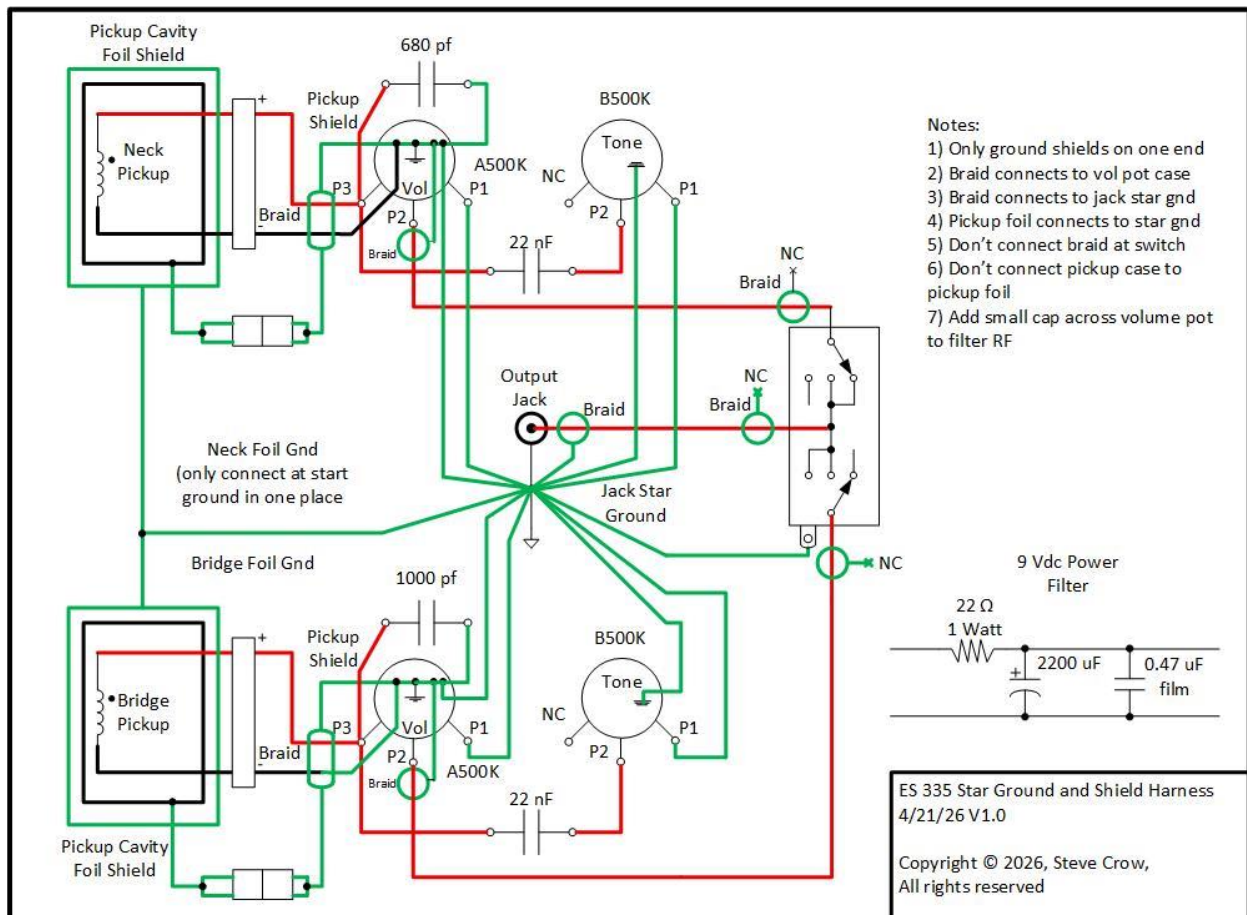 Pickup Cavity
Foil Shield
680 pf
B500K
+
Pickup
Shield
Neck
Pickup
A500K
Tone
P3
Vol
P1
NC
P1
Braid
-
P2
P2
Braid
22 nF
NC
Braid
Notes:
1) Only ground shields on one end
2) Braid connects to vol pot case
3) Braid connects to jack star gnd
4) Pickup foil connects to star gnd
5) Don't connect braid at switch
6) Don't connect pickup case to
pickup foil
7) Add small cap across volume pot
to filter RF
Output
Jack
Braid
NC
Braid
Neck Foil Gnd
(only connect at start
ground in one place
Jack Star
Ground
Bridge Foil Gnd
1000 pf
NC
B500K
+
Pickup
Shield
Bridge
Pickup
Tone
P3
Vol
P1
NC
P1
Braid
-
P2
P2
Braid
A500K
22 nF
Pickup Cavity
Foil Shield
9 Vdc Power
Filter
22 Ω
1 Watt
+
2200 uF
0.47 uF
film
ES 335 Star Ground and Shield Harness
4/21/26 V1.0
Copyright © 2026, Steve Crow,
All rights reserved